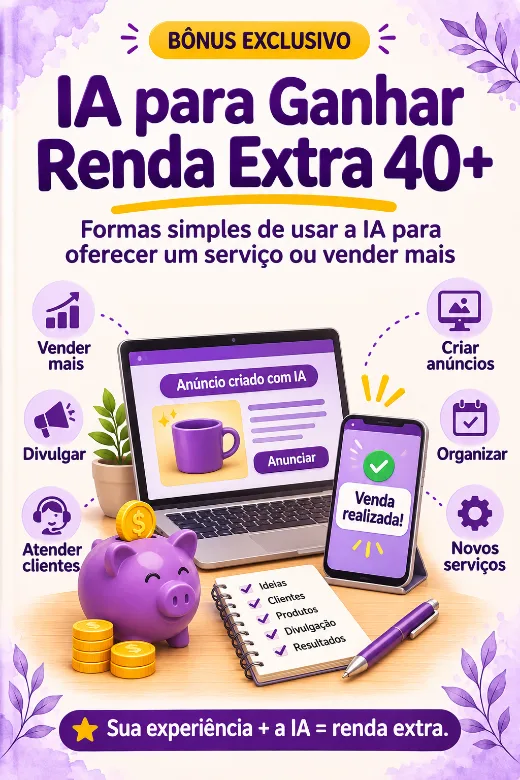 BÔNUS EXCLUSIVO
IA para Ganhar
Renda Extra 40+
Formas simples de usar a IA para
oferecer um serviço ou vender mais
Vender
mais
Divulgar
Atender
clientes
Anúncio criado com IA
Anunciar
Venda
realizada!
Criar
anúncios
Organizar
Novos
serviços
Ideias
Clientes
Produtos
Divulgação
Resultados
Sua experiência + a IA = renda extra.